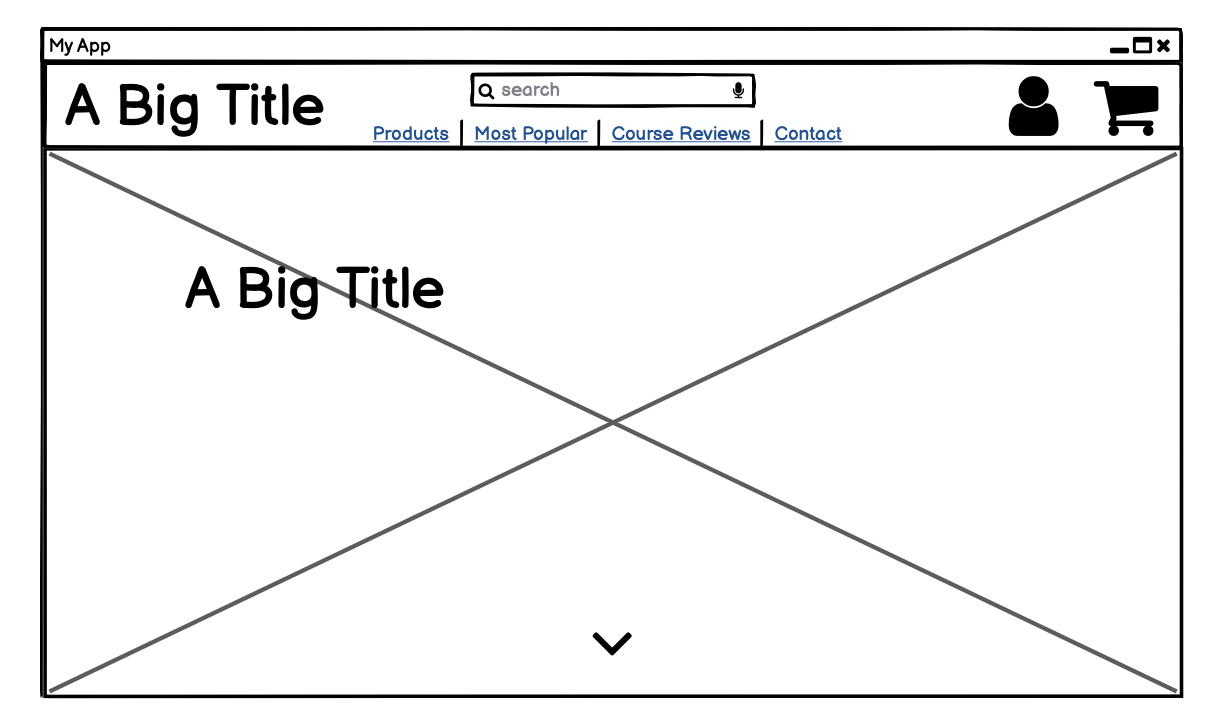 My App
A Big Title
search
Products | Most Popular | Course Reviews | Contact
A Big Title